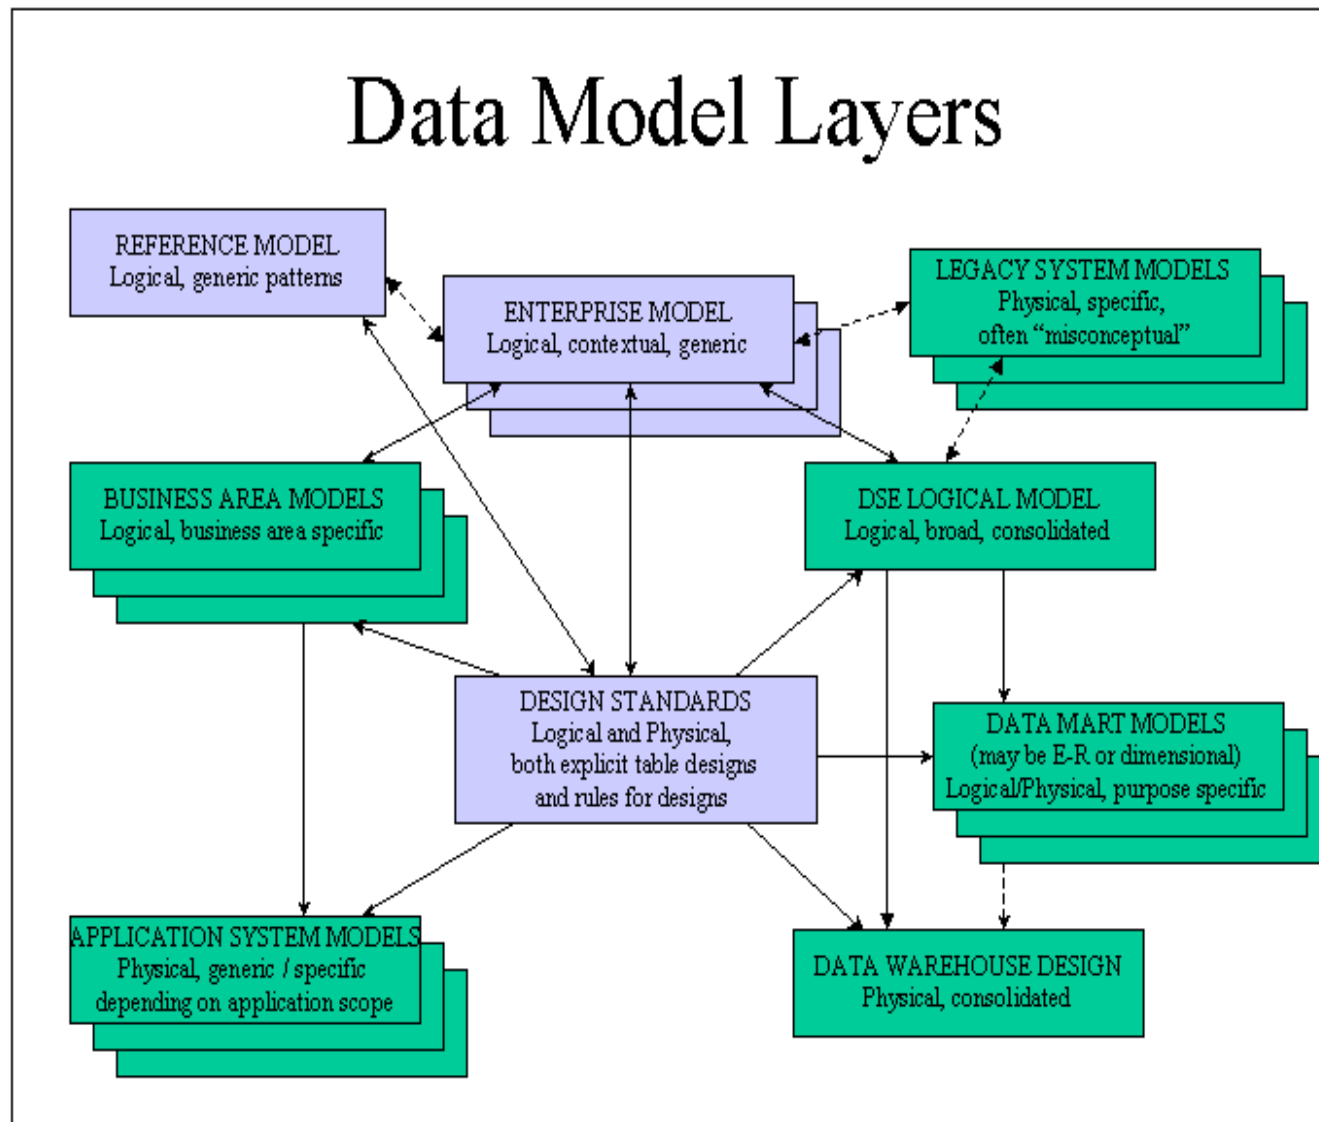 Data Model Layers
REFERENCE MODEL
Logical, generic patterns
ENTERPRISE MODEL
Logical, contextual, generic
LEGACY SYSTEM MODELS
Physical, specific,
often “misconceptual”
BUSINESS AREA MODELS
Logical, business area specific
DSE LOGICAL MODEL
Logical, broad, consolidated
DESIGN STANDARDS
Logical and Physical,
both explicit table designs
and rules for designs
DATA MART MODELS
(may be E-R or dimensional)
Logical/Physical, purpose specific
APPLICATION SYSTEM MODELS
Physical, generic / specific
depending on application scope
DATA WAREHOUSE DESIGN
Physical, consolidated